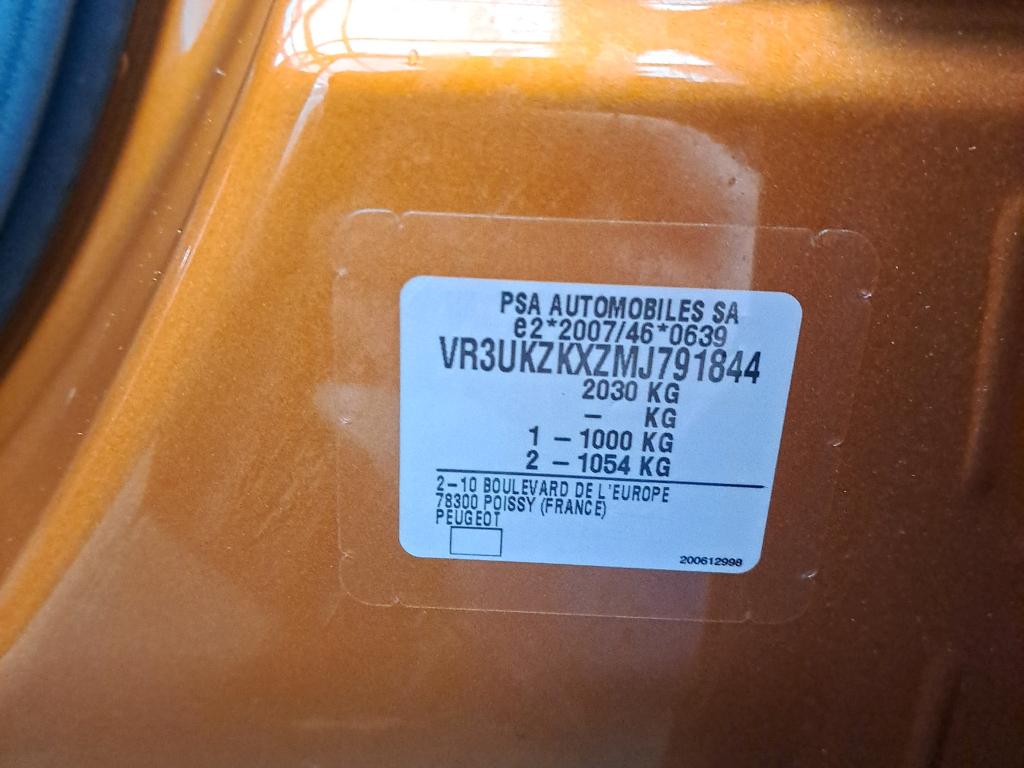 PSA AUTOMOBILES SA
e2*2007/46*0639
VR3UKZKXZMJ791844
2030 KG
– KG
1 – 1000 KG
2 – 1054 KG
2–10 BOULEVARD DE L'EUROPE
78300 POISSY (FRANCE)
PEUGEOT
200612998